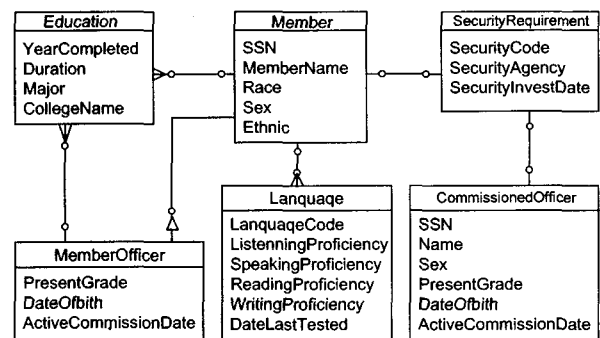 Education
YearCompleted
Duration
Major
CollegeName
Member
SSN
MemberName
Race
Sex
Ethnic
SecurityRequirement
SecurityCode
SecurityAgency
SecurityInvestDate
MemberOfficer
PresentGrade
DateOfbith
ActiveCommissionDate
Lanquaqe
LanquaqeCode
ListenningProficiency
SpeakingProficiency
ReadingProficiency
WritingProficiency
DateLastTested
CommissionedOfficer
SSN
Name
Sex
PresentGrade
DateOfbith
ActiveCommissionDate